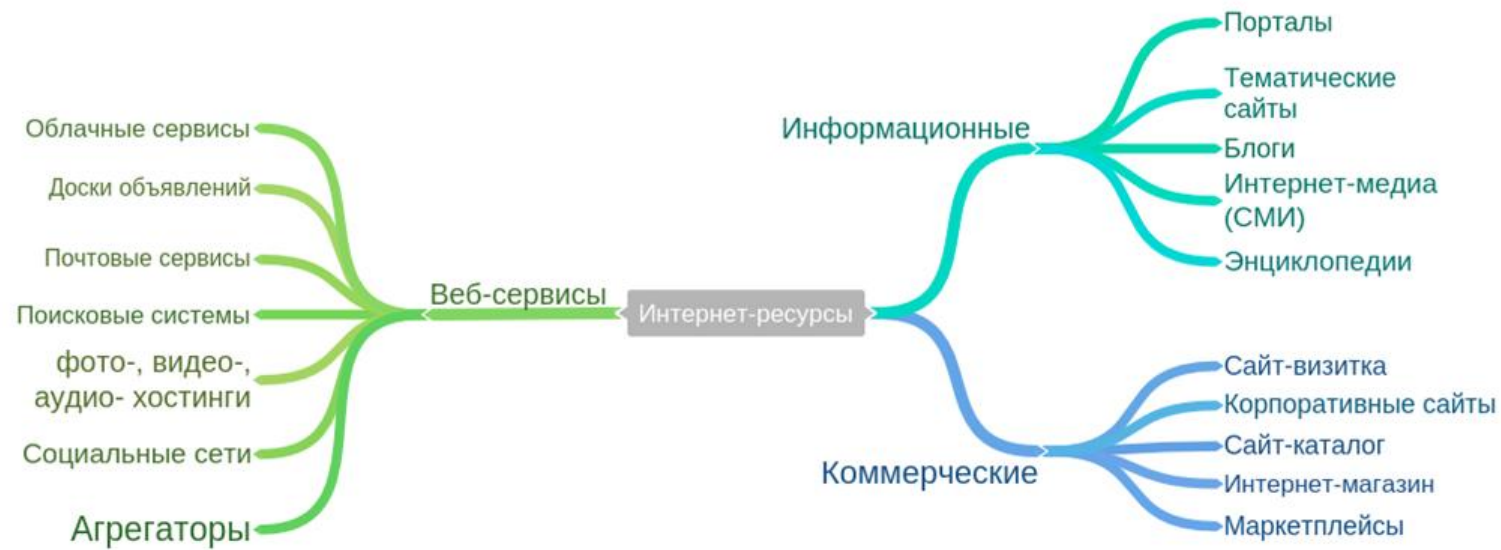 Облачные сервисы
Доски объявлений
Почтовые сервисы
Поисковые системы
фото-, видео-,
аудио- хостинги
Социальные сети
Агрегаторы
Веб-сервисы
Интернет-ресурсы
Информационные
Порталы
Тематические
сайты
Блоги
Интернет-медиа
(СМИ)
Энциклопедии
Коммерческие
Сайт-визитка
Корпоративные сайты
Сайт-каталог
Интернет-магазин
Маркетплейсы